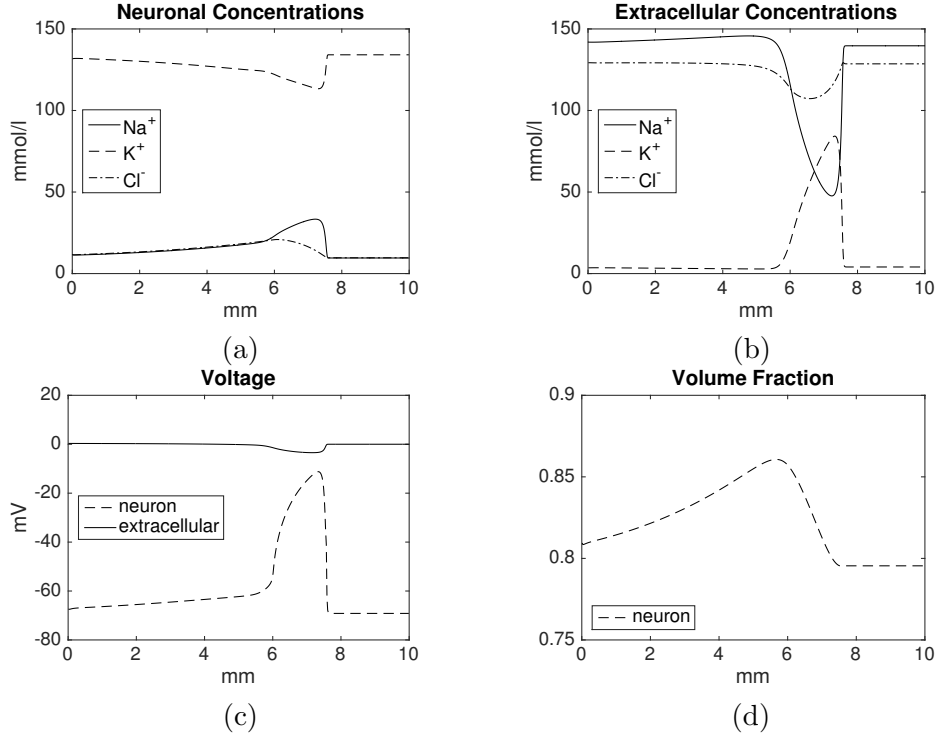 Neuronal Concentrations
150
100
50
0
mmol/l
Na⁺
K⁺
Cl⁻
0 2 4 6 8 10
mm
(a)
Extracellular Concentrations
150
100
50
0
mmol/l
Na⁺
K⁺
Cl⁻
0 2 4 6 8 10
mm
(b)
Voltage
20
0
-20
-40
-60
-80
mV
neuron
extracellular
0 2 4 6 8 10
mm
(c)
Volume Fraction
0.9
0.85
0.8
0.75
neuron
0 2 4 6 8 10
mm
(d)